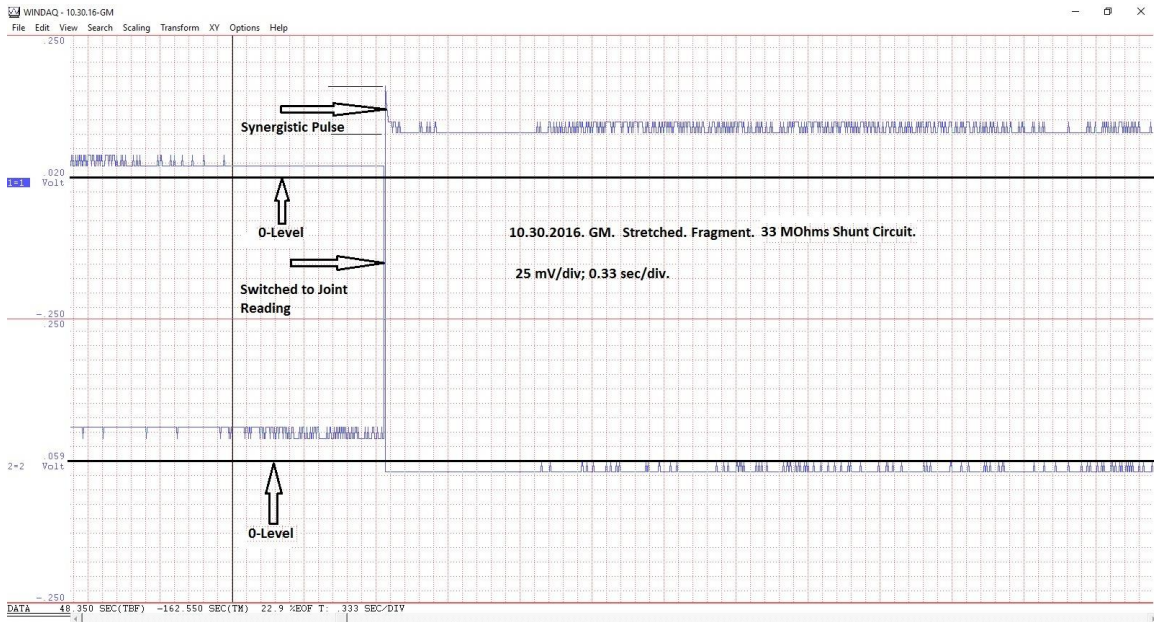 WINDAQ - 10.30.16-GM
File Edit View Search Scaling Transform XY Options Help
.250
Synergistic Pulse
.020
1=1 Volt
0-Level
10.30.2016. GM. Stretched. Fragment. 33 MOhms Shunt Circuit.
25 mV/div; 0.33 sec/div.
Switched to Joint
Reading
-.250
.250
.059
2=2 Volt
0-Level
-.250
DATA 48.350 SEC(TBF) -162.550 SEC(TM) 22.9 %EOF T: .333 SEC/DIV